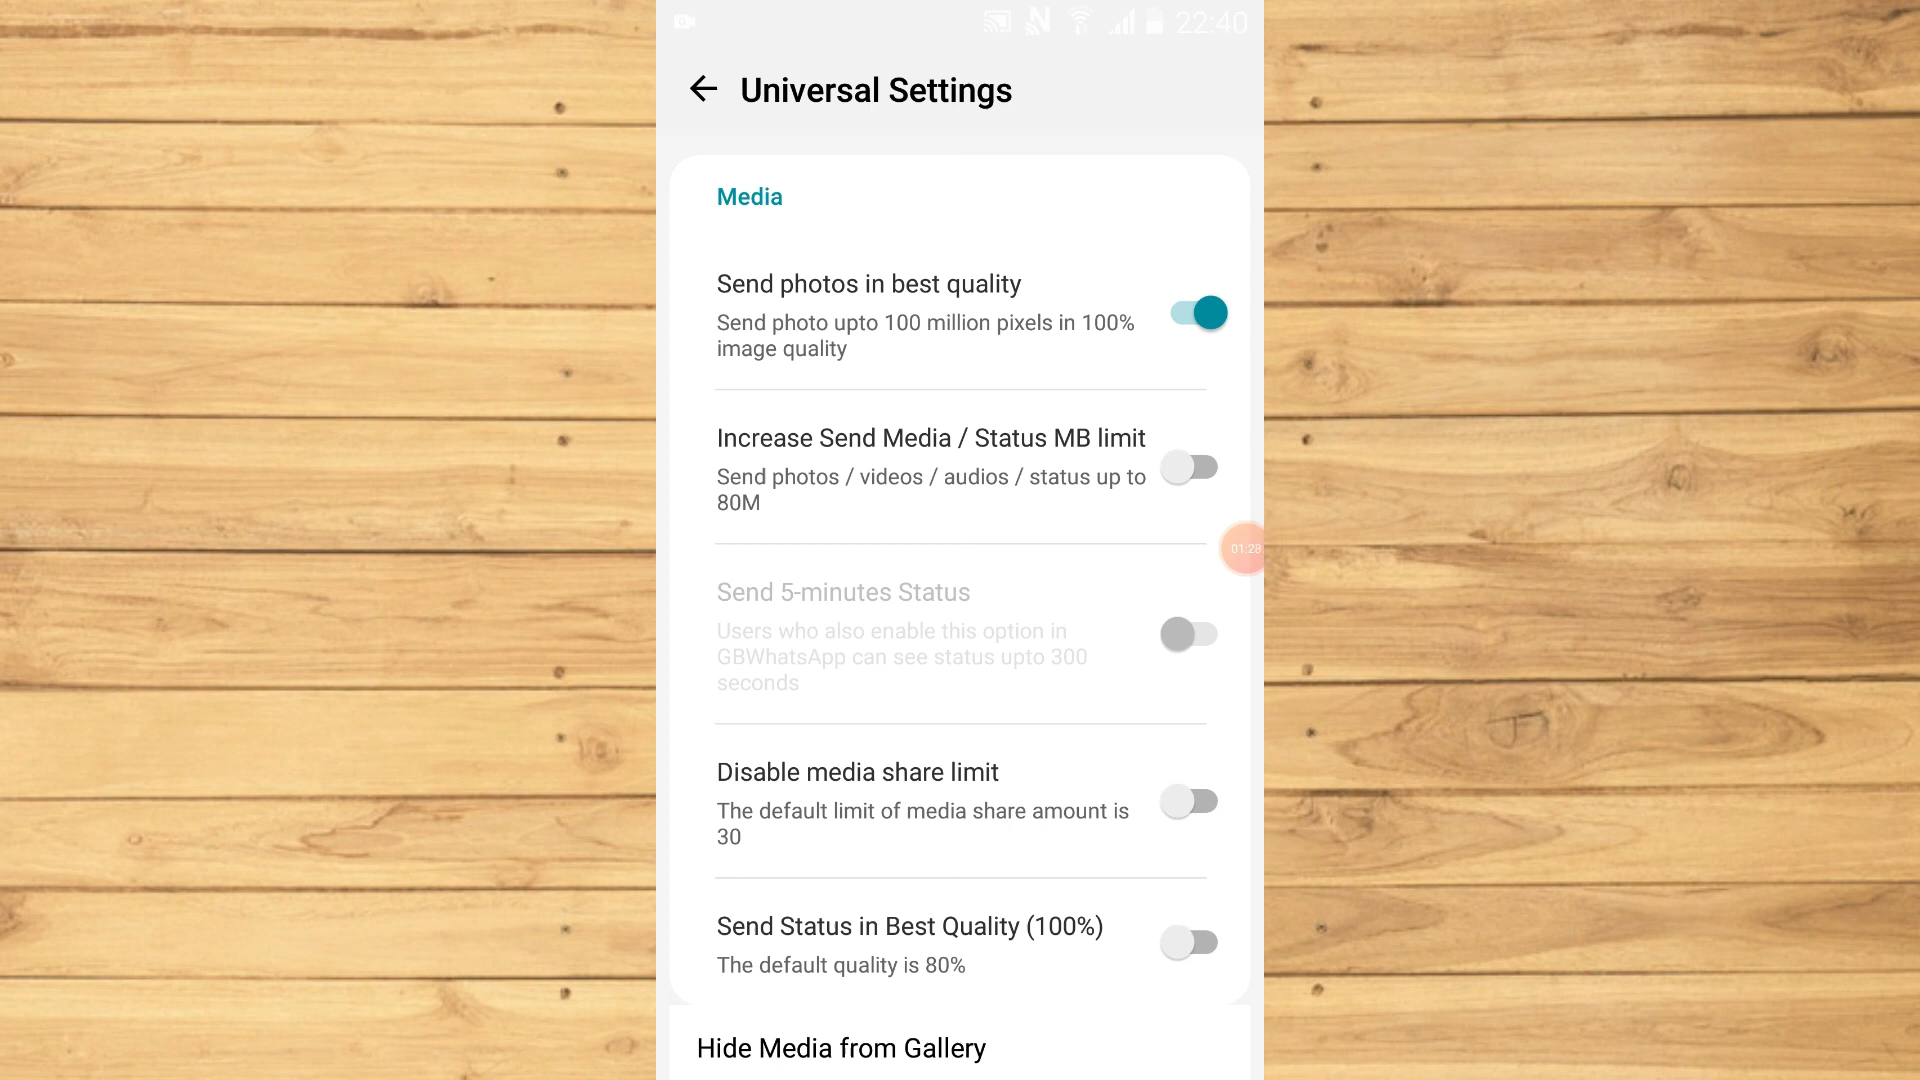 22:40
Universal Settings
Media
Send photos in best quality
Send photo upto 100 million pixels in 100%
image quality
Increase Send Media / Status MB limit
Send photos / videos / audios / status up to
80M
01:28
Send 5-minutes Status
Users who also enable this option in
GBWhatsApp can see status upto 300
seconds
Disable media share limit
The default limit of media share amount is
30
Send Status in Best Quality (100%)
The default quality is 80%
Hide Media from Gallery